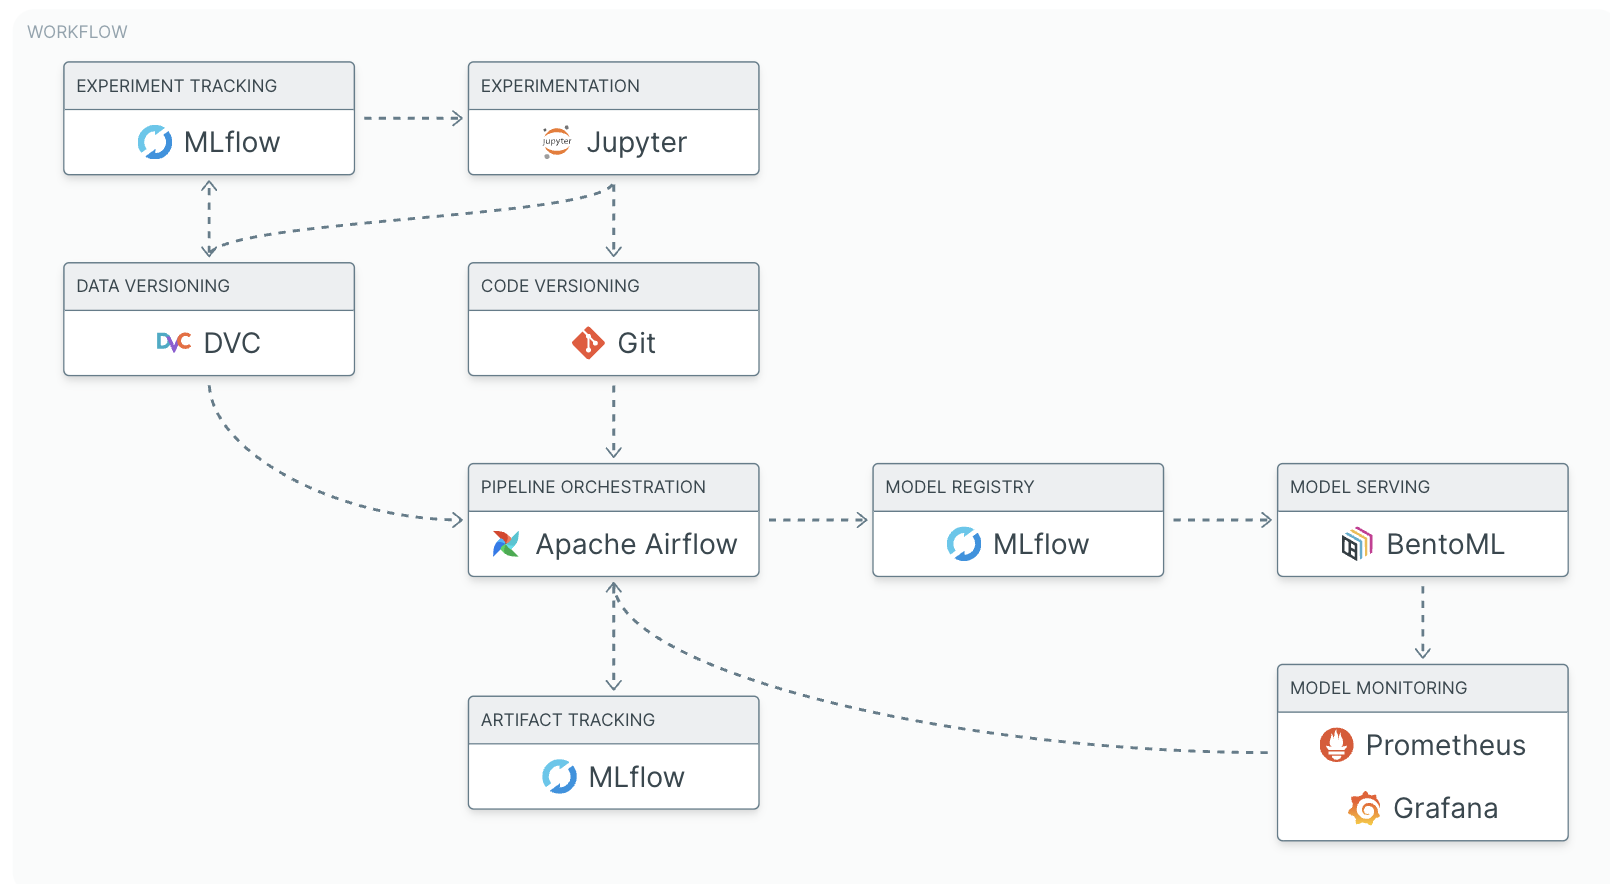 WORKFLOW
EXPERIMENT TRACKING
MLflow
EXPERIMENTATION
jupyter Jupyter
DATA VERSIONING
DVC DVC
CODE VERSIONING
Git
PIPELINE ORCHESTRATION
Apache Airflow
MODEL REGISTRY
MLflow
MODEL SERVING
BentoML
ARTIFACT TRACKING
MLflow
MODEL MONITORING
Prometheus
Grafana